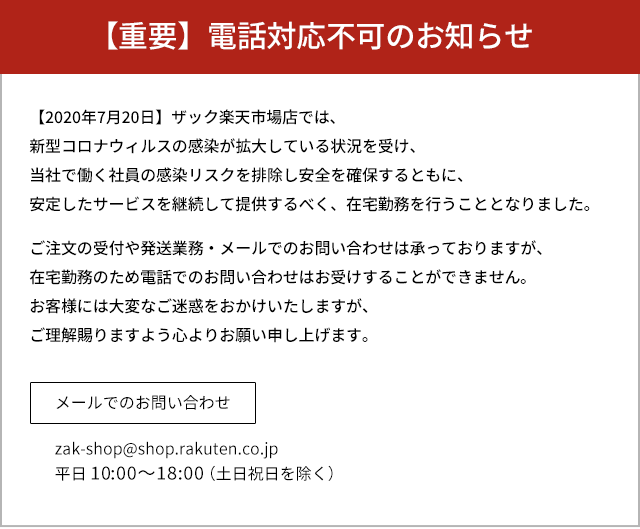 【重要】電話対応不可のお知らせ
【2020年7月20日】ザック楽天市場店では、
新型コロナウィルスの感染が拡大している状況を受け、
当社で働く社員の感染リスクを排除し安全を確保するともに、
安定したサービスを継続して提供するべく、在宅勤務を行うこととなりました。
ご注文の受付や発送業務・メールでのお問い合わせは承っておりますが、
在宅勤務のため電話でのお問い合わせはお受けすることができません。
お客様には大変なご迷惑をおかけいたしますが、
ご理解賜りますよう心よりお願い申し上げます。
メールでのお問い合わせ
zak-shop@shop.rakuten.co.jp
平日 10:00〜18:00（土日祝日を除く）